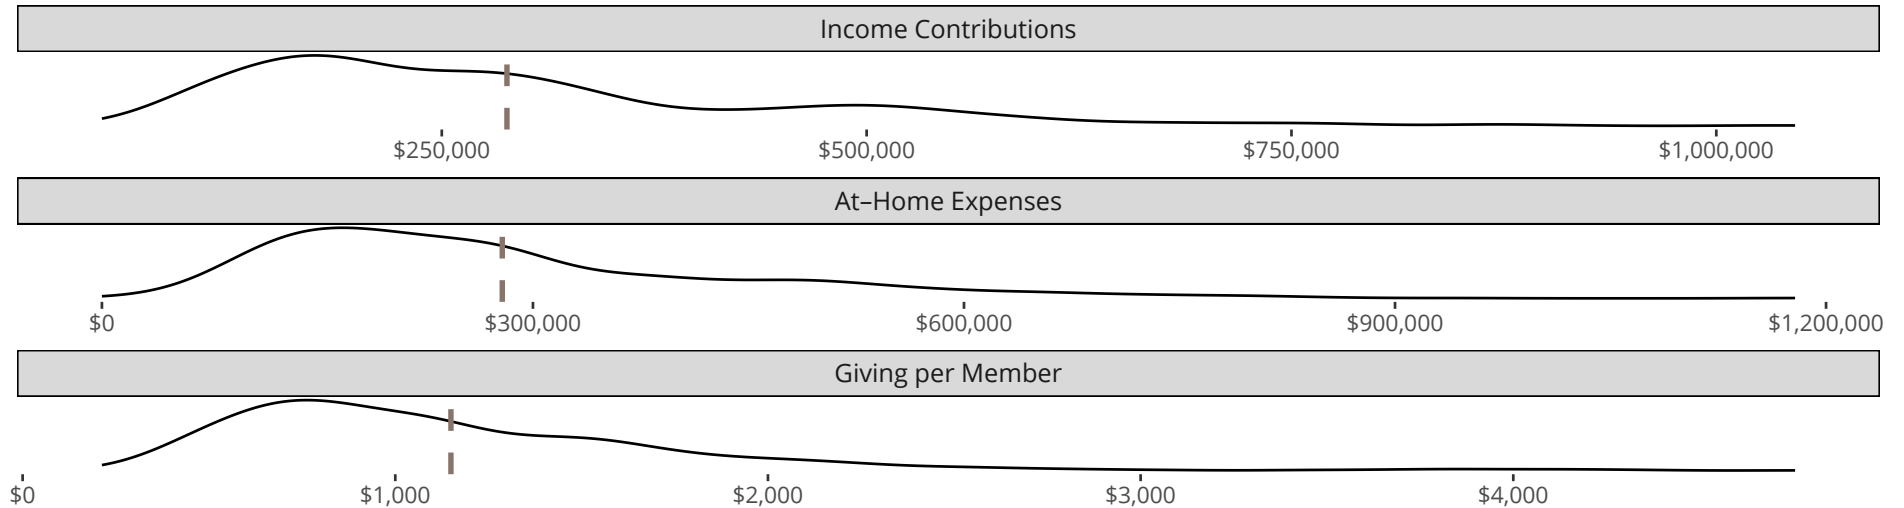 Income Contributions
$250,000 $500,000 $750,000 $1,000,000
At–Home Expenses
$0 $300,000 $600,000 $900,000 $1,200,000
Giving per Member
$0 $1,000 $2,000 $3,000 $4,000